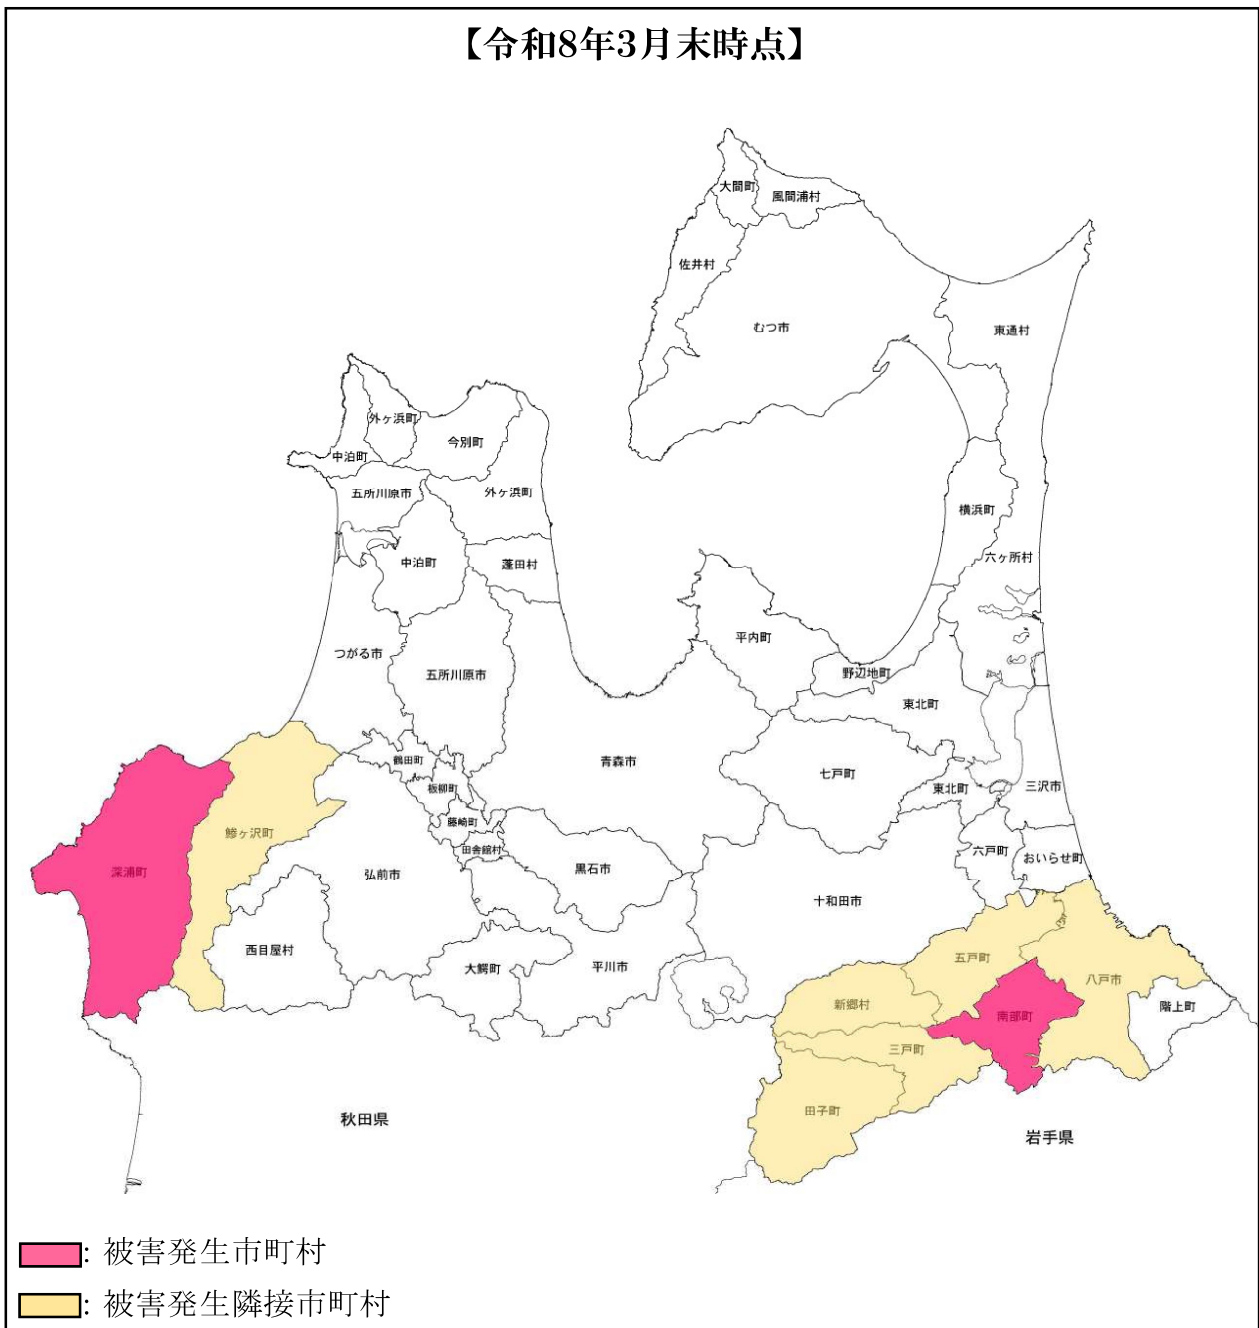 【令和8年3月末時点】
大間町
風間浦村
佐井村
むつ市
東通村
外ヶ浜町
今別町
中泊町
五所川原市
外ヶ浜町
横浜町
中泊町
蓬田村
六ヶ所村
平内町
つがる市
五所川原市
野辺地町
東北町
鶴田町
青森市
七戸町
板柳町
東北町
三沢市
藤崎町
鰺ヶ沢町
田舎館村
六戸町
おいらせ町
深浦町
弘前市
黒石市
十和田市
西目屋村
大鰐町
平川市
五戸町
八戸市
新郷村
階上町
南部町
三戸町
田子町
秋田県
岩手県
：被害発生市町村
：被害発生隣接市町村